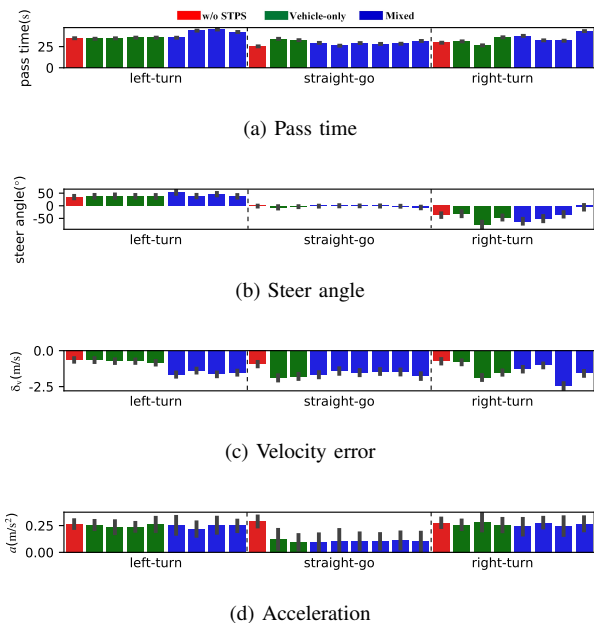 w/o STPS Vehicle-only Mixed
pass time(s)
25
0
left-turn straight-go right-turn
(a) Pass time
steer angle(°)
50
0
-50
left-turn straight-go right-turn
(b) Steer angle
δv(m/s)
0.0
-2.5
left-turn straight-go right-turn
(c) Velocity error
a(m/s²)
0.25
0.00
left-turn straight-go right-turn
(d) Acceleration